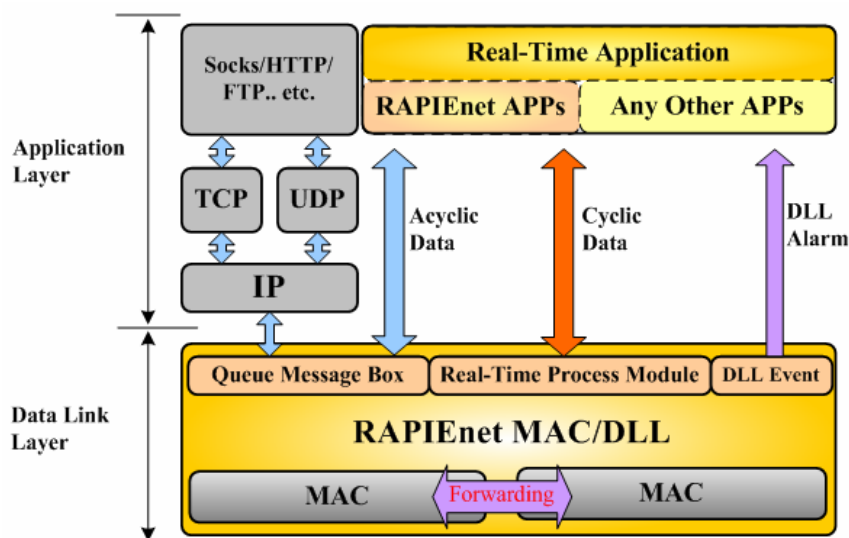 Socks/HTTP/
FTP.. etc.
Real-Time Application
RAPIEnet APPs
Any Other APPs
Application
Layer
TCP
UDP
Acyclic
Data
Cyclic
Data
DLL
Alarm
IP
Queue Message Box
Real-Time Process Module
DLL Event
Data Link
Layer
RAPIEnet MAC/DLL
MAC
Forwarding
MAC